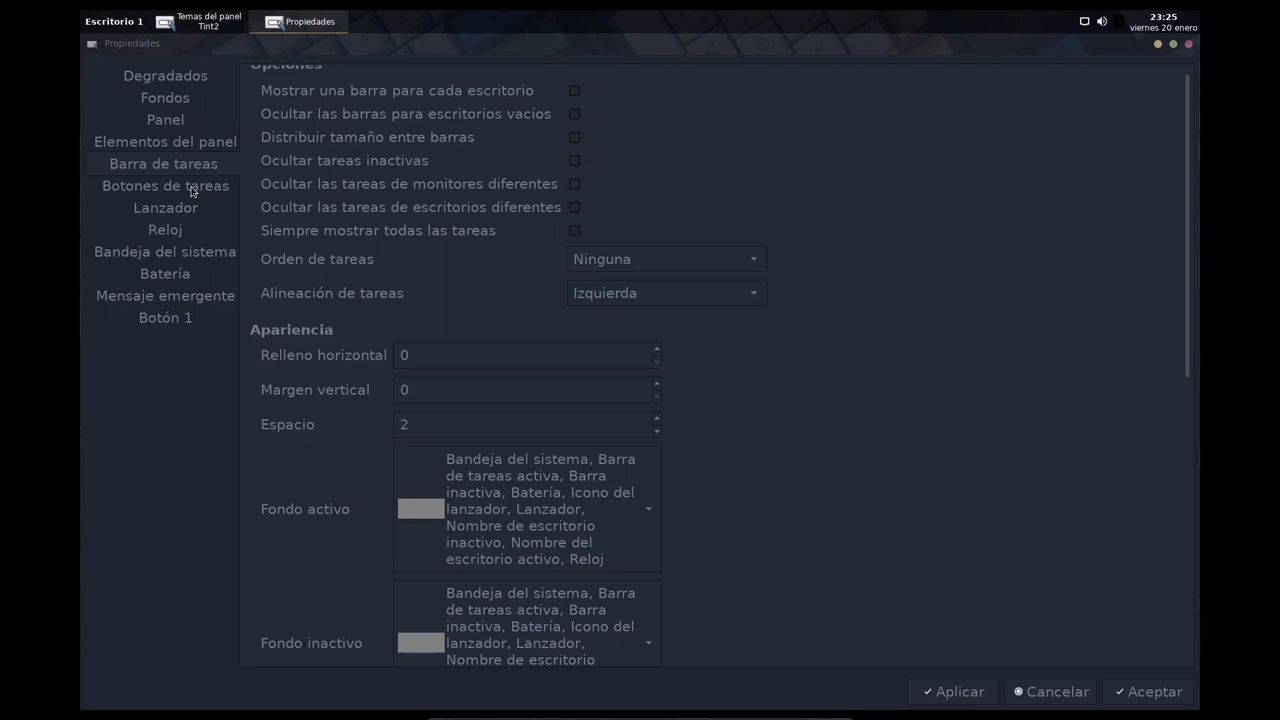 Escritorio 1
Temas del panel
Tint2
Propiedades
23:25
viernes 20 enero
Propiedades
Degradados
Fondos
Panel
Elementos del panel
Barra de tareas
Botones de tareas
Lanzador
Reloj
Bandeja del sistema
Batería
Mensaje emergente
Botón 1
Opciones
Mostrar una barra para cada escritorio
Ocultar las barras para escritorios vacíos
Distribuir tamaño entre barras
Ocultar tareas inactivas
Ocultar las tareas de monitores diferentes
Ocultar las tareas de escritorios diferentes
Siempre mostrar todas las tareas
Orden de tareas Ninguna
Alineación de tareas Izquierda
Apariencia
Relleno horizontal 0
Margen vertical 0
Espacio 2
Fondo activo
Bandeja del sistema, Barra
de tareas activa, Barra
inactiva, Batería, Icono del
lanzador, Lanzador,
Nombre de escritorio
inactivo, Nombre del
escritorio activo, Reloj
Fondo inactivo
Bandeja del sistema, Barra
de tareas activa, Barra
inactiva, Batería, Icono del
lanzador, Lanzador,
Nombre de escritorio
Aplicar Cancelar Aceptar